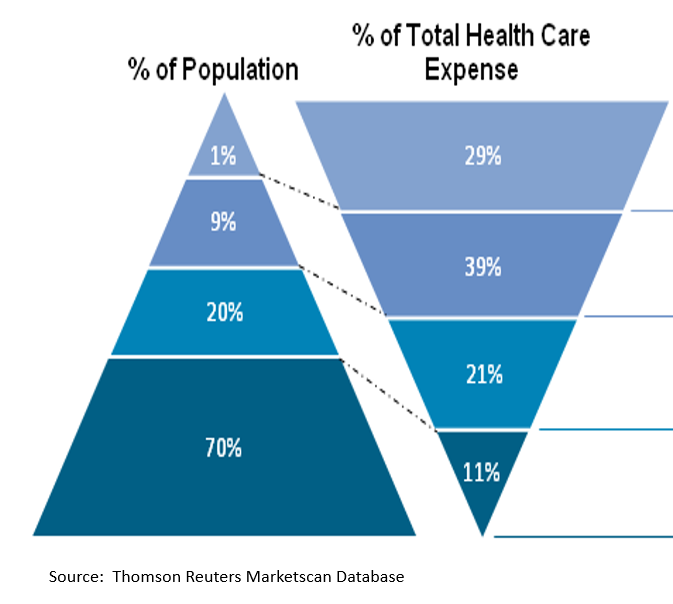 % of Population
% of Total Health Care
Expense
1%
29%
9%
39%
20%
21%
70%
11%
Source:  Thomson Reuters Marketscan Database